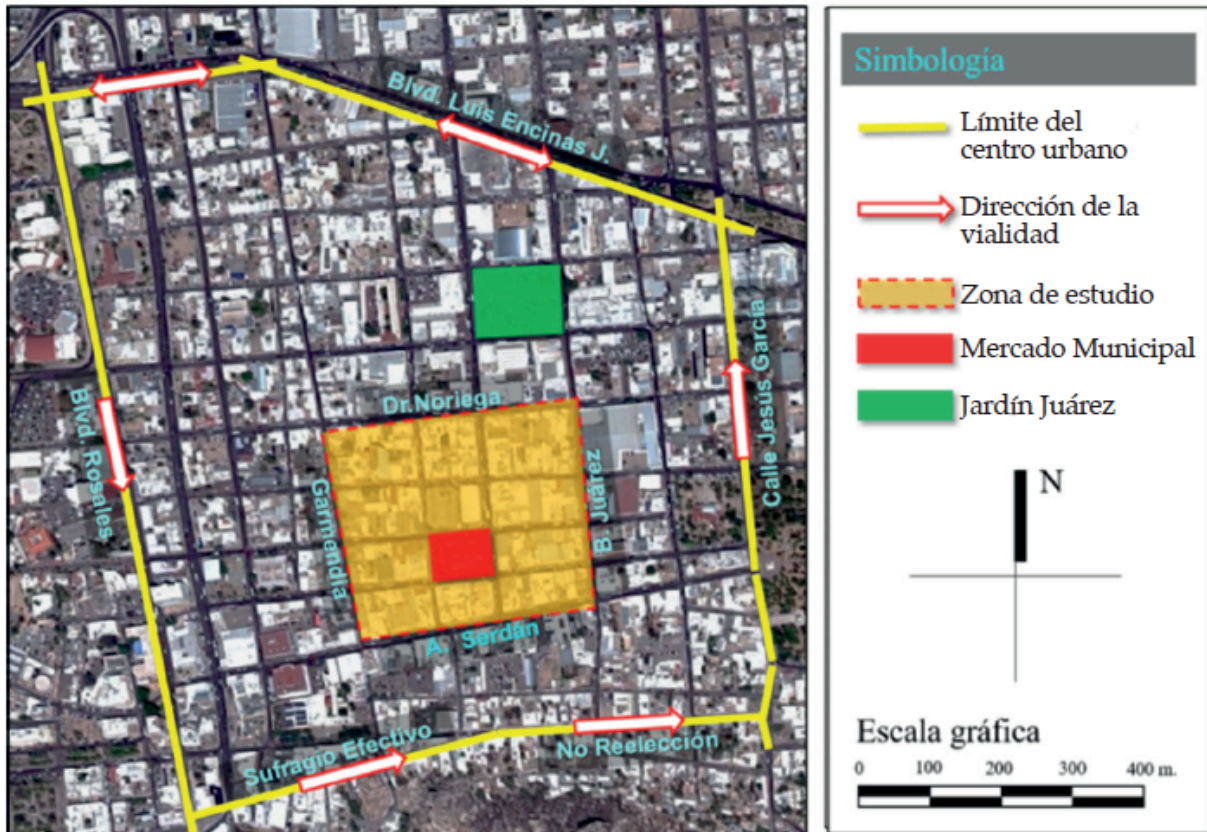 Blvd. Luis Encinas J.
Blvd. Rosales
Dr.Noriega
Garmendia
B. Juárez
Calle Jesús García
A. Serdán
Sufragio Efectivo
No Reelección
Simbología
Límite del
centro urbano
Dirección de la
vialidad
Zona de estudio
Mercado Municipal
Jardín Juárez
N
Escala gráfica
0 100 200 300 400 m.